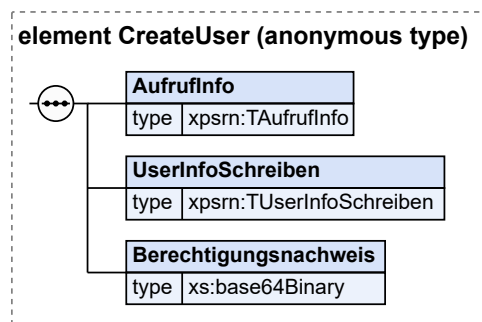 element CreateUser (anonymous type)
AufrufInfo
type xpsrn:TAufrufInfo
UserInfoSchreiben
type xpsrn:TUserInfoSchreiben
Berechtigungsnachweis
type xs:base64Binary